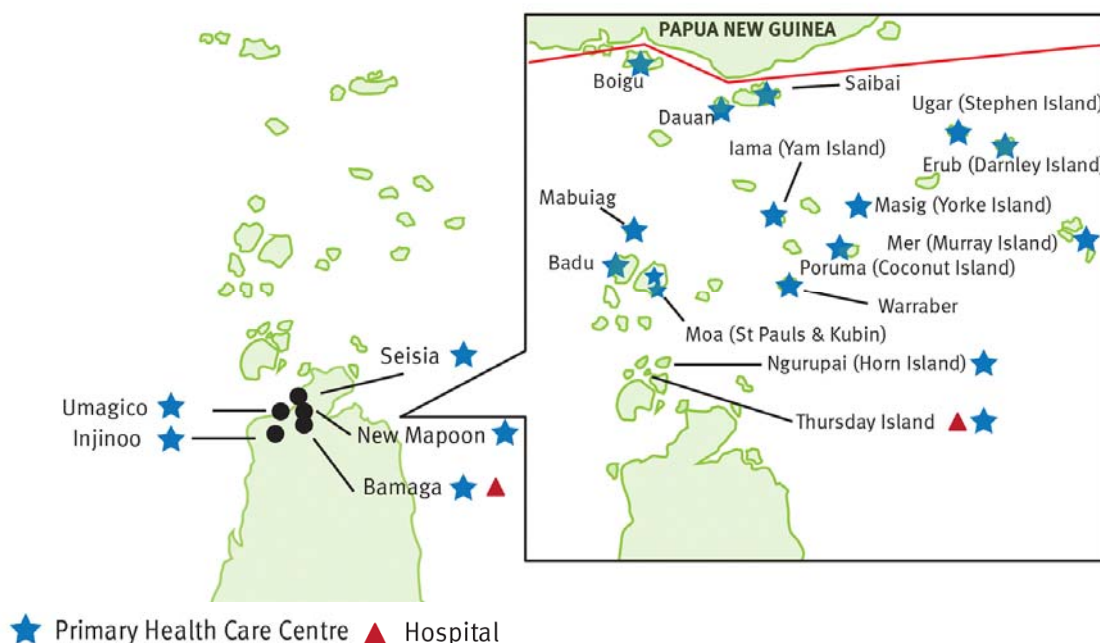 PAPUA NEW GUINEA
Boigu
Saibai
Dauan
Ugar (Stephen Island)
Iama (Yam Island)
Erub (Darnley Island)
Mabuiag
Masig (Yorke Island)
Mer (Murray Island)
Badu
Poruma (Coconut Island)
Warraber
Moa (St Pauls & Kubin)
Ngurupai (Horn Island)
Thursday Island
Seisia
Umagico
Injinoo
New Mapoon
Bamaga
Primary Health Care Centre
Hospital